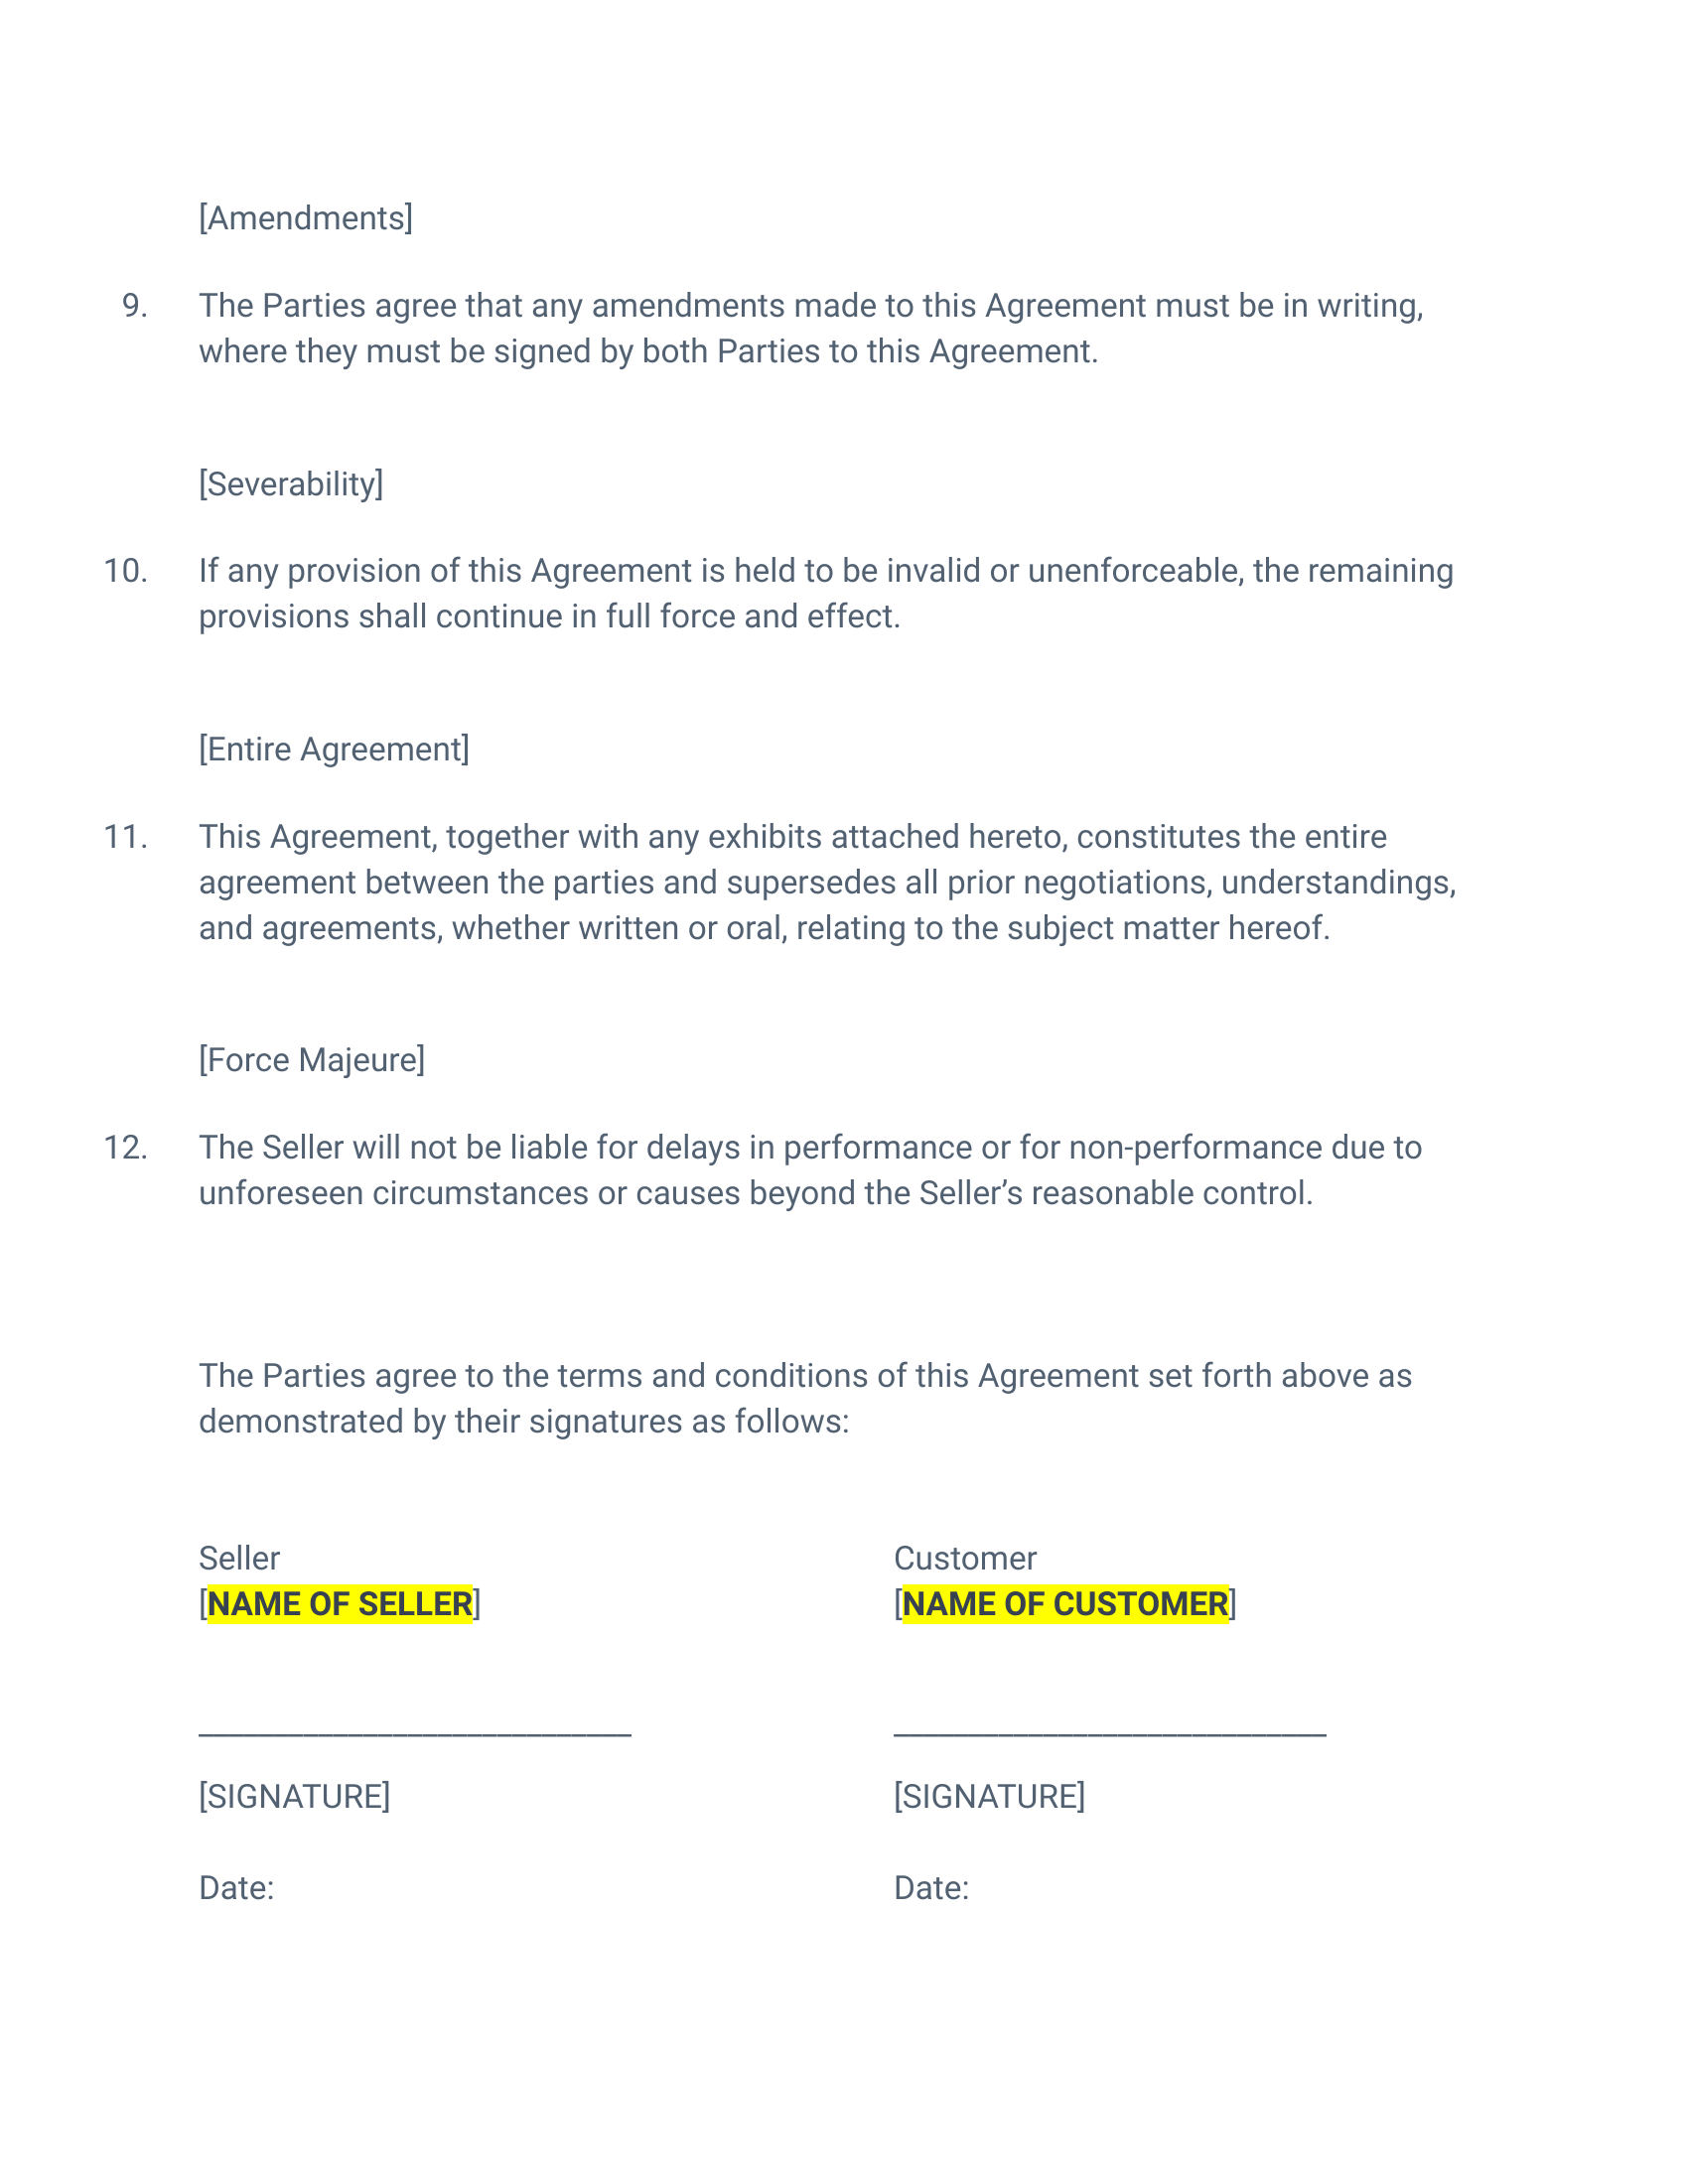 [Amendments]
9. The Parties agree that any amendments made to this Agreement must be in writing,
where they must be signed by both Parties to this Agreement.
[Severability]
10. If any provision of this Agreement is held to be invalid or unenforceable, the remaining
provisions shall continue in full force and effect.
[Entire Agreement]
11. This Agreement, together with any exhibits attached hereto, constitutes the entire
agreement between the parties and supersedes all prior negotiations, understandings,
and agreements, whether written or oral, relating to the subject matter hereof.
[Force Majeure]
12. The Seller will not be liable for delays in performance or for non-performance due to
unforeseen circumstances or causes beyond the Seller’s reasonable control.
The Parties agree to the terms and conditions of this Agreement set forth above as
demonstrated by their signatures as follows:
Seller Customer
[NAME OF SELLER] [NAME OF CUSTOMER]
[SIGNATURE] [SIGNATURE]
Date: Date: